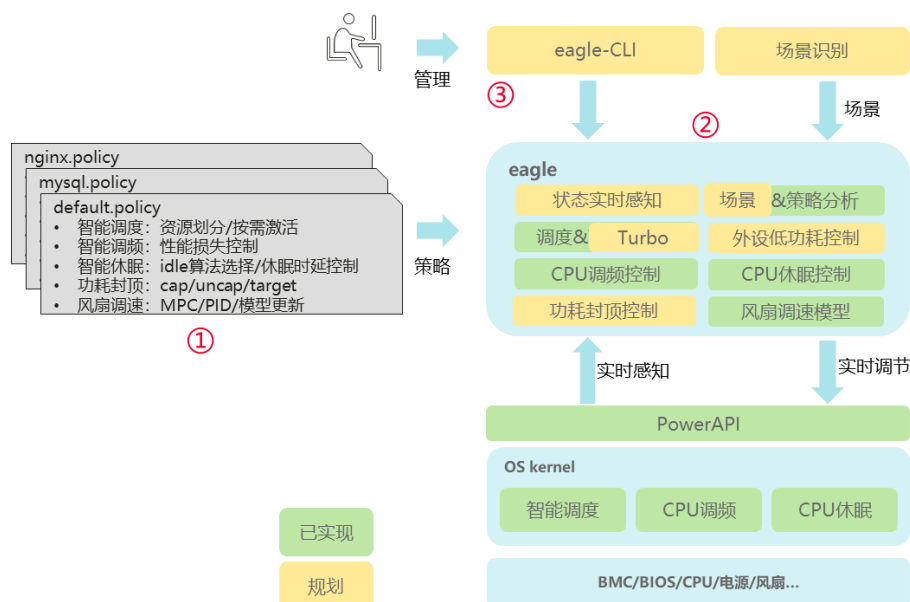 管理
eagle-CLI
场景识别
③
②
场景
nginx.policy
mysql.policy
default.policy
• 智能调度：资源划分/按需激活
• 智能调频：性能损失控制
• 智能休眠：idle算法选择/休眠时延控制
• 功耗封顶：cap/uncap/target
• 风扇调速：MPC/PID/模型更新
①
策略
eagle
状态实时感知
场景&策略分析
调度& Turbo
外设低功耗控制
CPU调频控制
CPU休眠控制
功耗封顶控制
风扇调速模型
实时感知
实时调节
PowerAPI
OS kernel
智能调度
CPU调频
CPU休眠
已实现
规划
BMC/BIOS/CPU/电源/风扇...